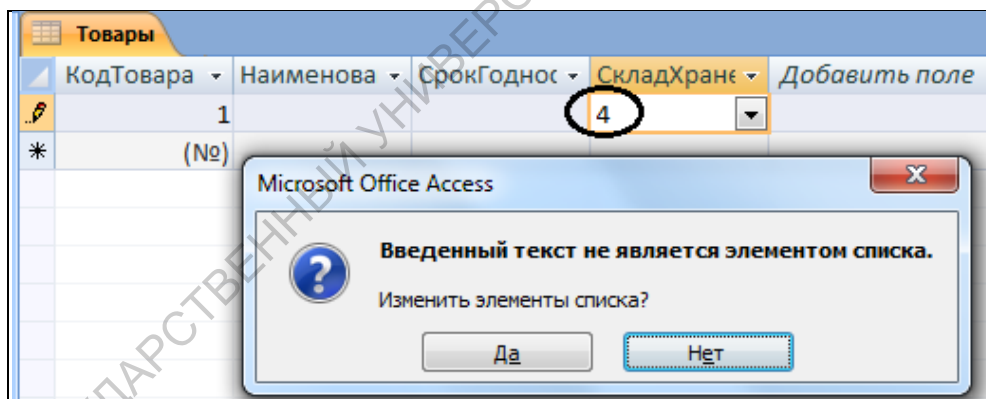 Товары
КодТовара Наименова СрокГоднос СкладХране Добавить поле
1 4
(№)
Microsoft Office Access
Введенный текст не является элементом списка.
Изменить элементы списка?
Да Нет